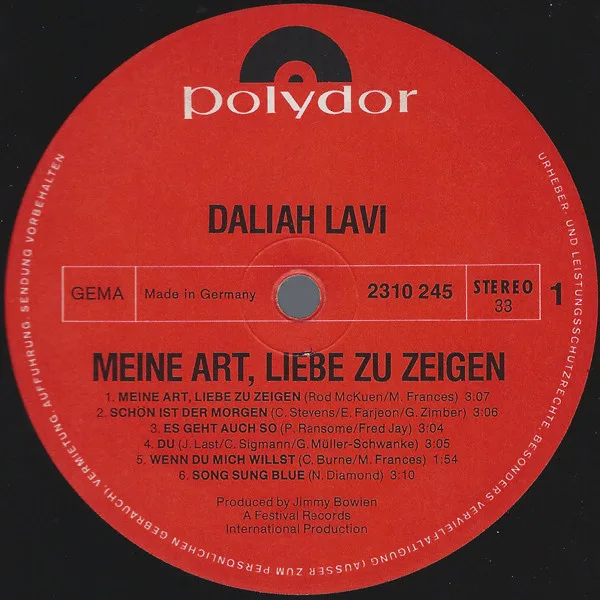 polydor
DALIAH LAVI
GEMA
Made in Germany
2310 245
STEREO
33
1
MEINE ART, LIEBE ZU ZEIGEN
1. MEINE ART, LIEBE ZU ZEIGEN (Rod McKuen/M. Frances) 3:07
2. SCHÖN IST DER MORGEN (C. Stevens/E. Farjeon/G. Zimber) 3:06
3. ES GEHT AUCH SO (P. Ransome/Fred Jay) 3:04
4. DU (J. Last/C. Sigmann/G. Müller-Schwanke) 3:05
5. WENN DU MICH WILLST (C. Burne/M. Frances) 1:54
6. SONG SUNG BLUE (N. Diamond) 3:10
Produced by Jimmy Bowien
A Festival Records
International Production
URHEBER- UND LEISTUNGSSCHUTZRECHTE, BESONDERS VERVIELFÄLTIGUNG (AUSSER ZUM PERSÖNLICHEN GEBRAUCH), VERMIETUNG AUFFÜHRUNG, SENDUNG VORBEHALTEN